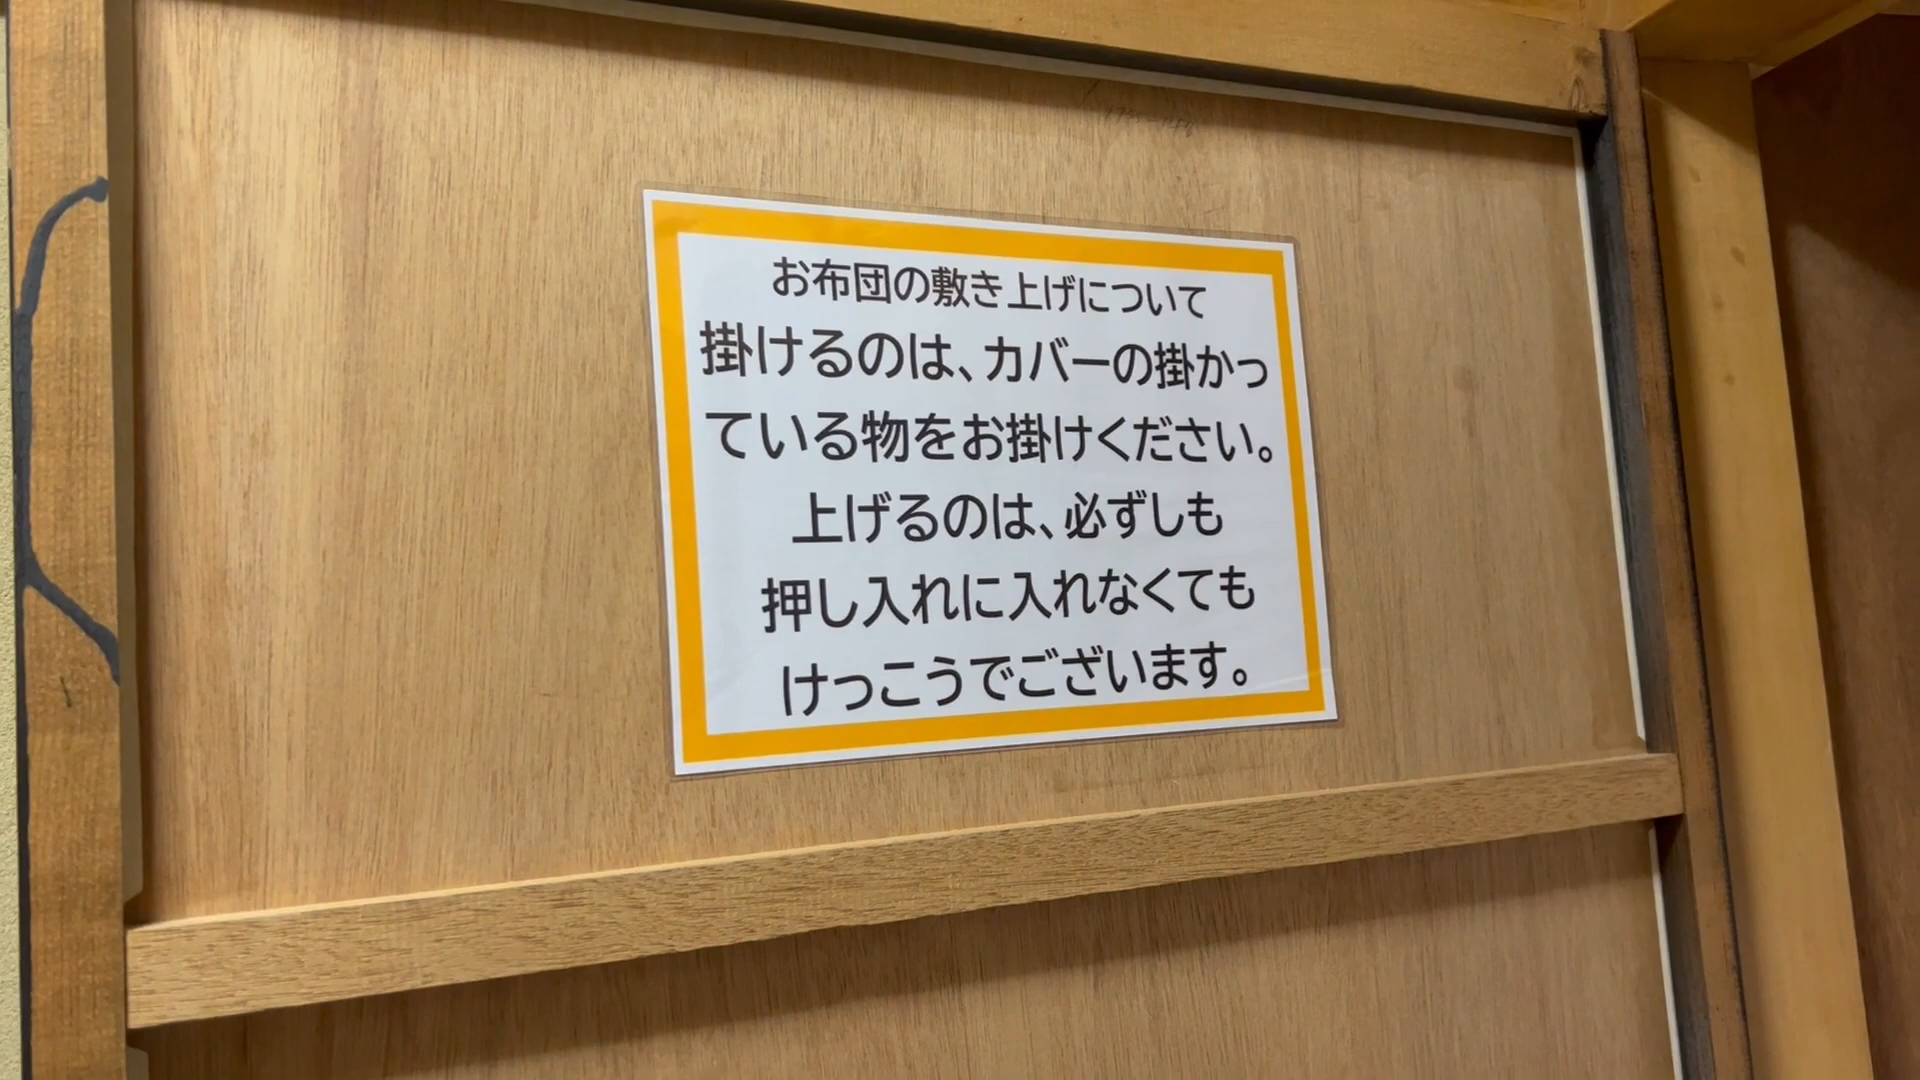 お布団の敷き上げについて
掛けるのは、カバーの掛かっ
ている物をお掛けください。
上げるのは、必ずしも
押し入れに入れなくても
けっこうでございます。